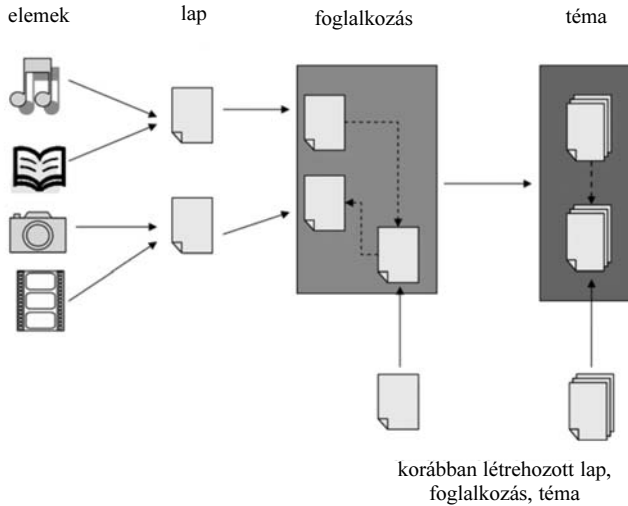 elemek
lap
foglalkozás
téma
korábban létrehozott lap,
foglalkozás, téma